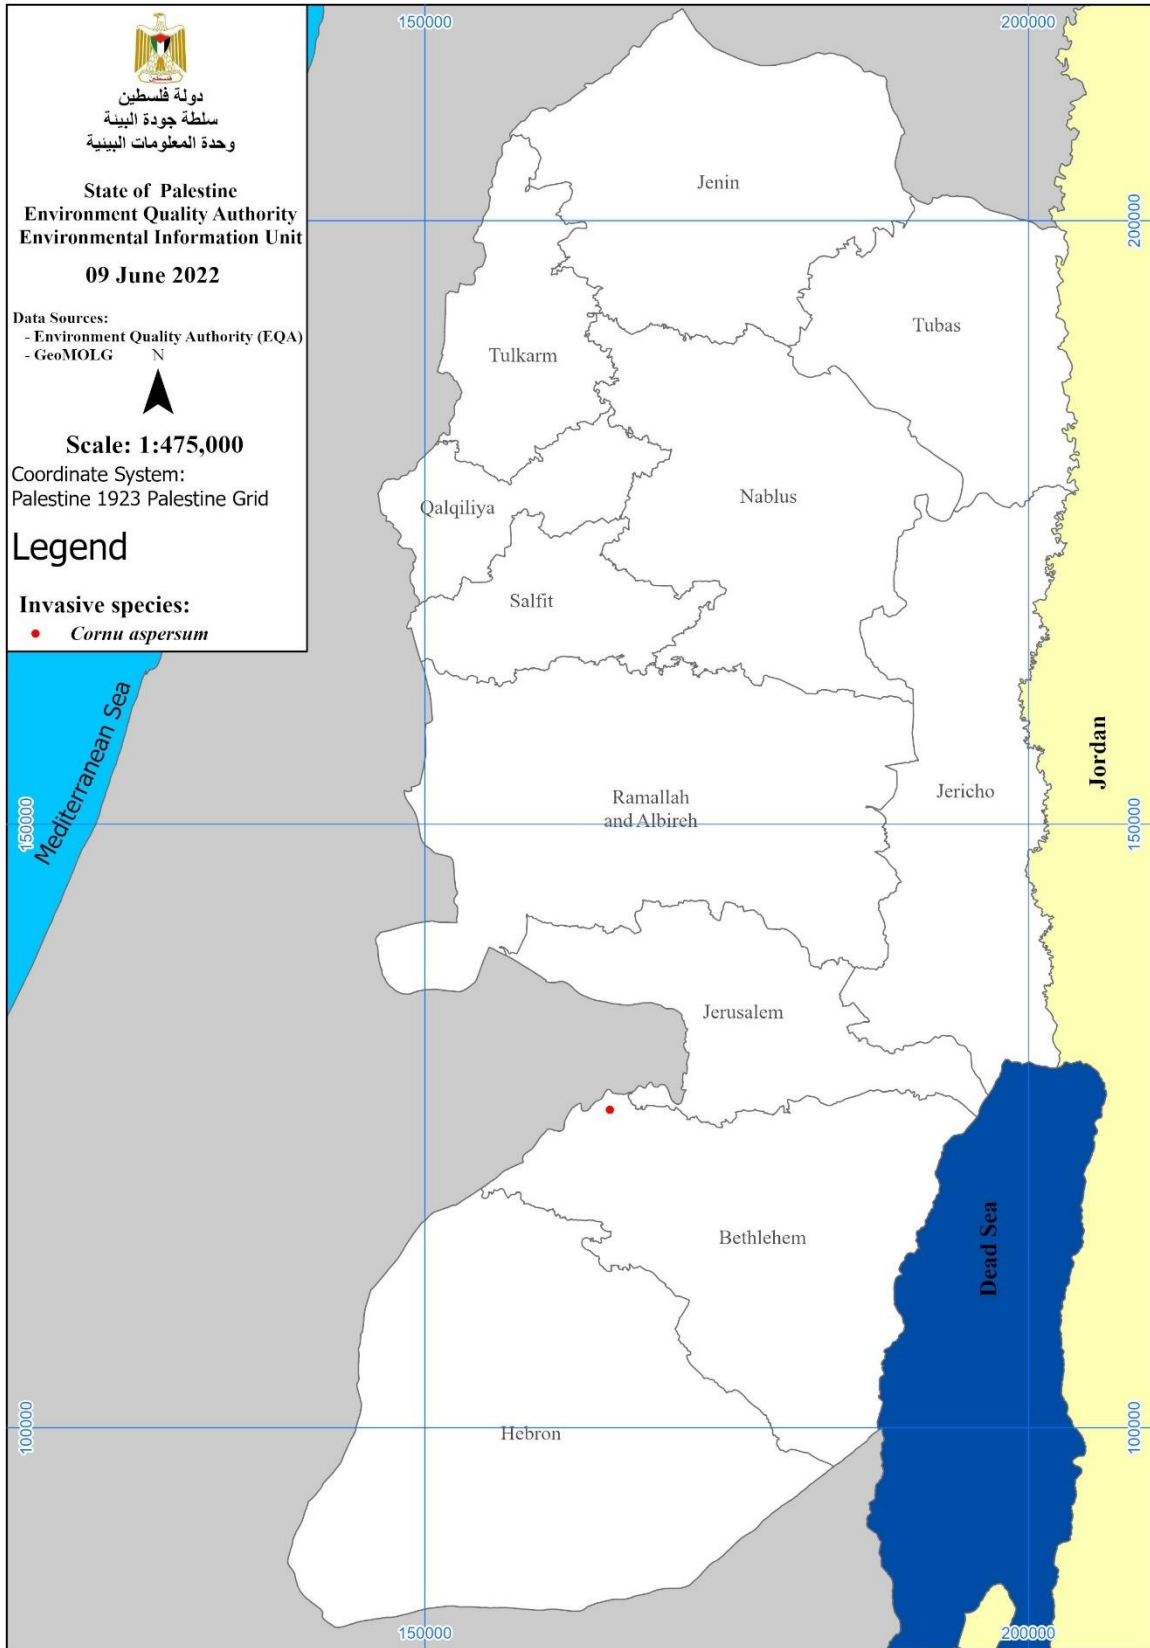 دولة فلسطين
سلطة جودة البيئة
وحدة المعلومات البيئية
State of Palestine
Environment Quality Authority
Environmental Information Unit
09 June 2022
Data Sources:
- Environment Quality Authority (EQA)
- GeoMOLG
N
Scale: 1:475,000
Coordinate System:
Palestine 1923 Palestine Grid
Legend
Invasive species:
Cornu aspersum
150000
200000
Jenin
200000
200000
Tubas
Tulkarm
Nablus
Qalqiliya
Salfit
Mediterranean Sea
Jordan
Jericho
Ramallah
and Albireh
150000
150000
Jerusalem
Bethlehem
Dead Sea
Hebron
100000
100000
150000
200000